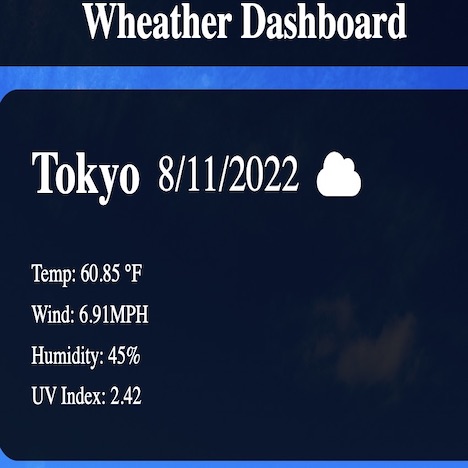 Wheather Dashboard
Tokyo 8/11/2022
Temp: 60.85 °F
Wind: 6.91MPH
Humidity: 45%
UV Index: 2.42